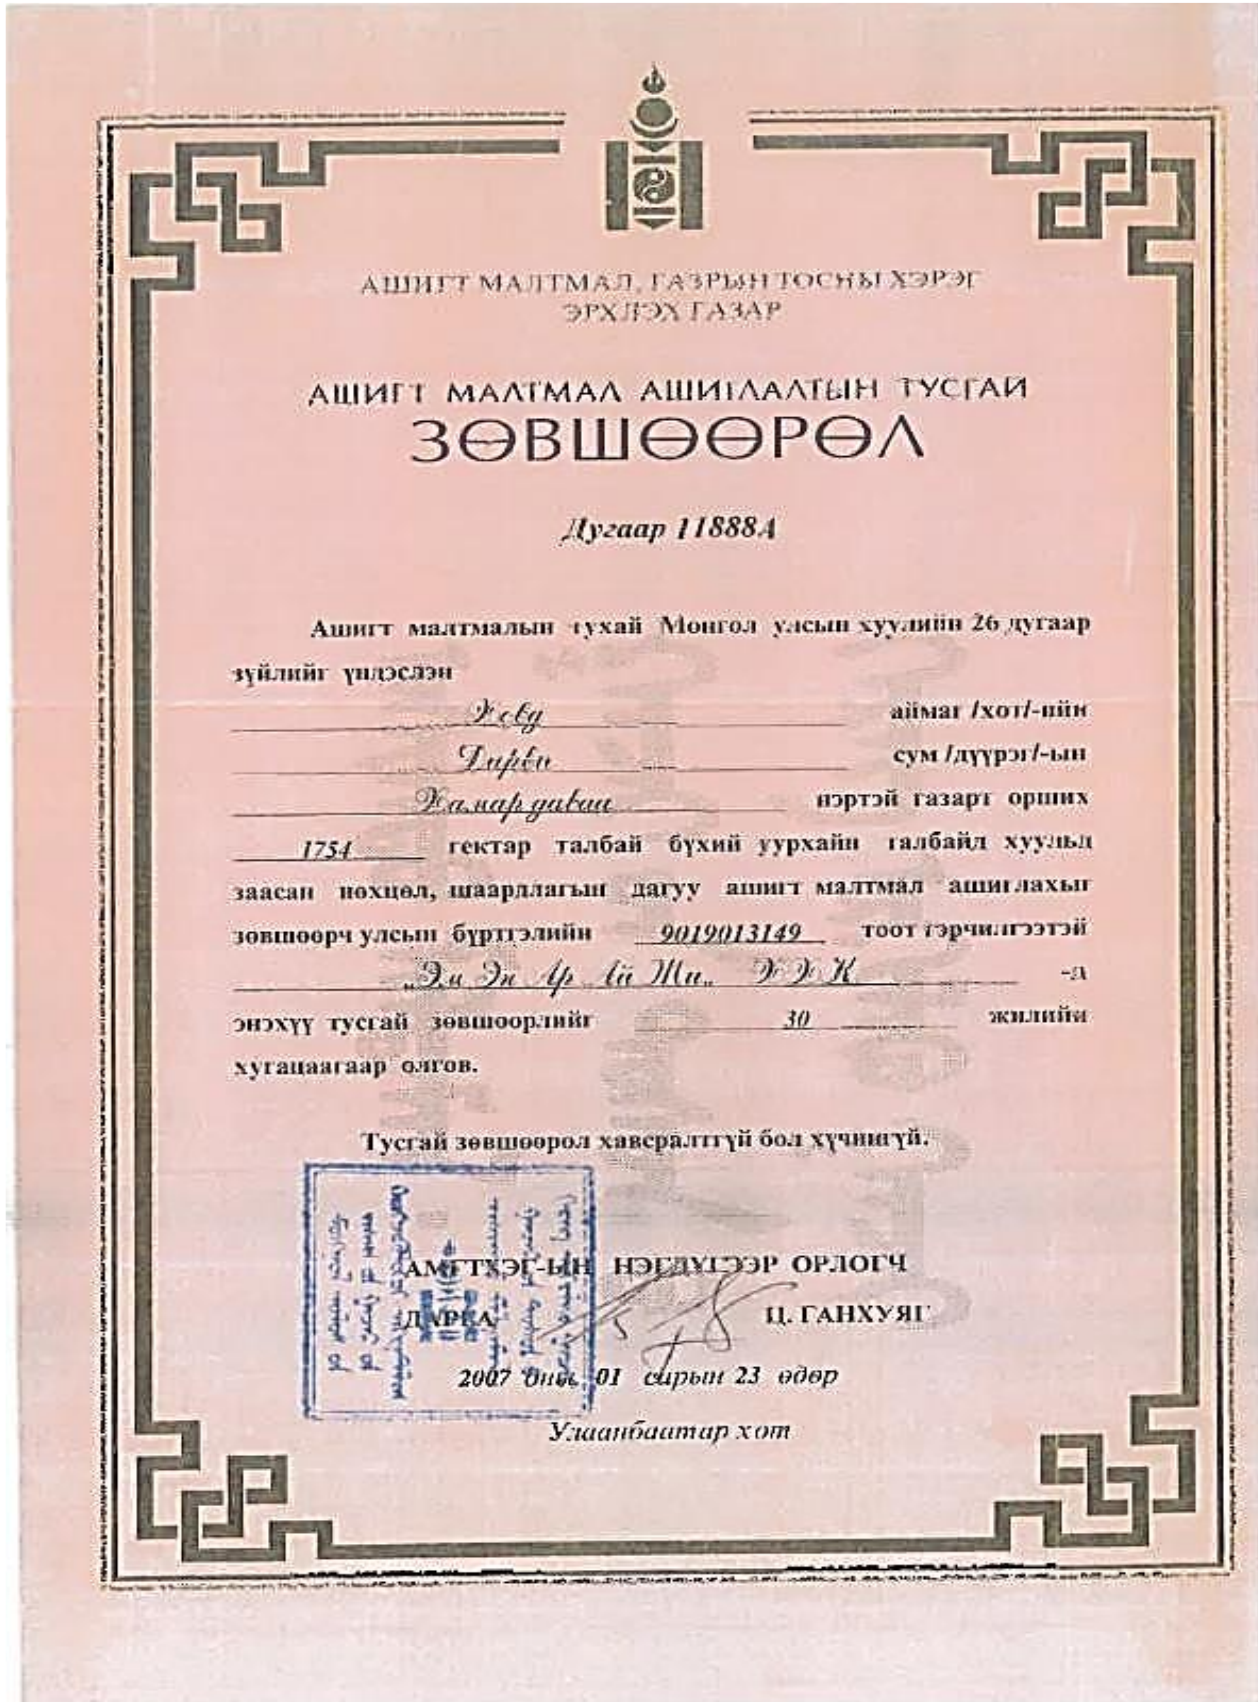 АШИГТ МАЛТМАЛ, ГАЗРЫН ТОСНЫ ХЭРЭГ
ЭРХЛЭХ ГАЗАР
АШИГТ МАЛТМАЛ АШИГЛАЛТЫН ТУСГАЙ
ЗӨВШӨӨРӨЛ
Дугаар 11888А
Ашигт малтмалын тухай Монгол улсын хуулийн 26 дугаар
зүйлийг үндэслэн
Ховд аймаг /хот/-ийн
Дарви сум /дүүрэг/-ын
Хамар даваа нэртэй газарт орших
1754 гектар талбай бүхий уурхайн талбайд хуульд
заасан нөхцөл, шаардлагын дагуу ашигт малтмал ашиглахыг
зөвшөөрч улсын бүртгэлийн 9019013149 тоот гэрчилгээтэй
„Эм Эн Ар Ай Жи„ Х Х К -д
энэхүү тусгай зөвшөөрлийг 30 жилийн
хугацаагаар олгов.
Тусгай зөвшөөрөл хавсралтгүй бол хүчингүй.
АМГТХЭГ-ЫН НЭГДҮГЭЭР ОРЛОГЧ
ДАРГА Ц. ГАНХУЯГ
2007 оны 01 сарын 23 өдөр
Улаанбаатар хот